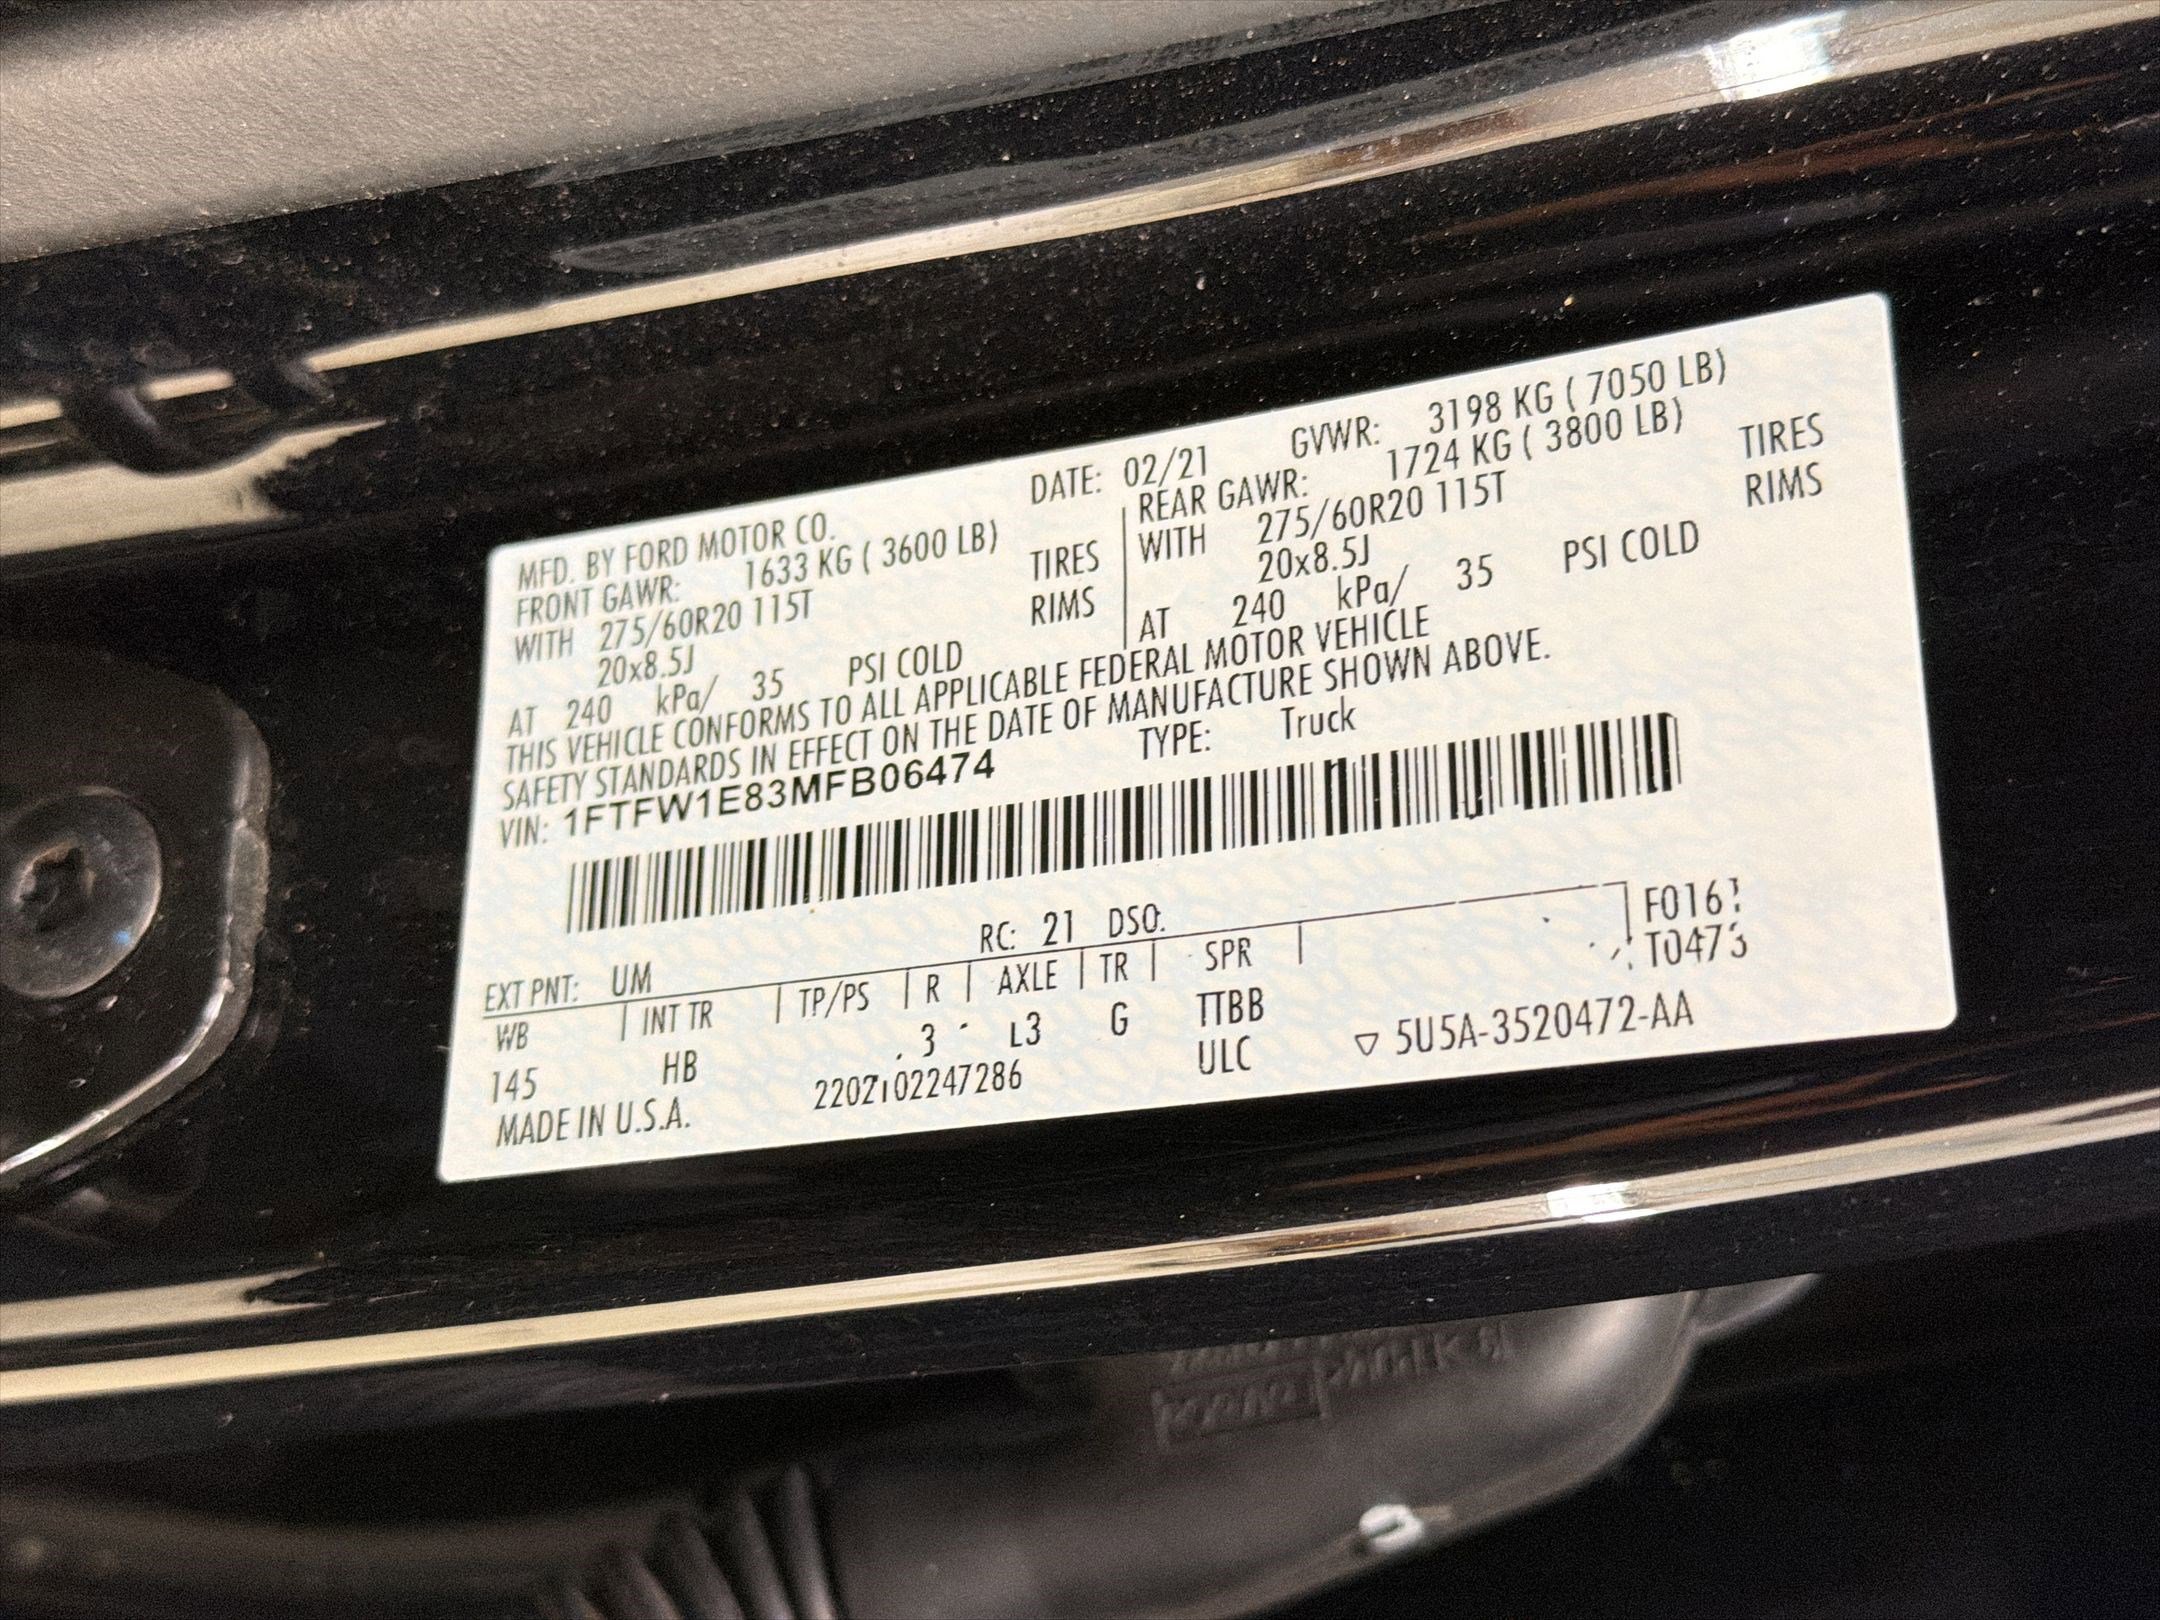 MFD. BY FORD MOTOR CO. DATE: 02/21 GVWR: 3198 KG ( 7050 LB)
FRONT GAWR: 1633 KG ( 3600 LB) REAR GAWR: 1724 KG ( 3800 LB)
WITH 275/60R20 115T TIRES WITH 275/60R20 115T TIRES
20x8.5J RIMS 20x8.5J RIMS
AT 240 kPa/ 35 PSI COLD AT 240 kPa/ 35 PSI COLD
THIS VEHICLE CONFORMS TO ALL APPLICABLE FEDERAL MOTOR VEHICLE
SAFETY STANDARDS IN EFFECT ON THE DATE OF MANUFACTURE SHOWN ABOVE.
VIN: 1FTFW1E83MFB06474 TYPE: Truck
EXT PNT: UM RC: 21 DSO:
WB INT TR TP/PS R AXLE TR SPR
145 HB 3 L3 G TTBB
MADE IN U.S.A. 2202102247286 ULC
T0473
▽ 5U5A-3520472-AA